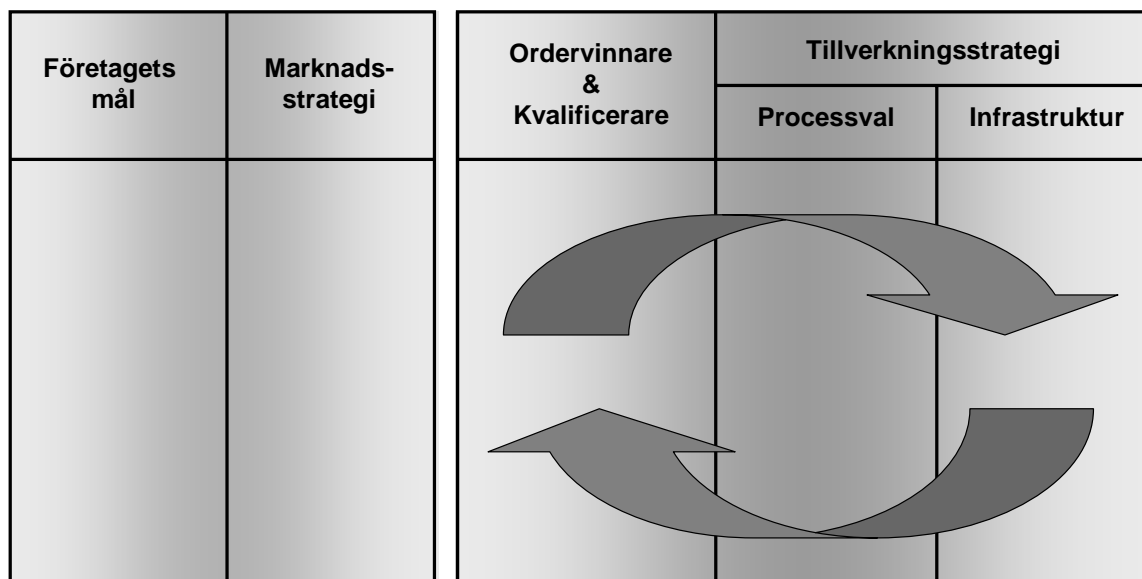 Företagets
mål
Marknads-
strategi
Ordervinnare
&
Kvalificerare
Tillverkningsstrategi
Processval
Infrastruktur